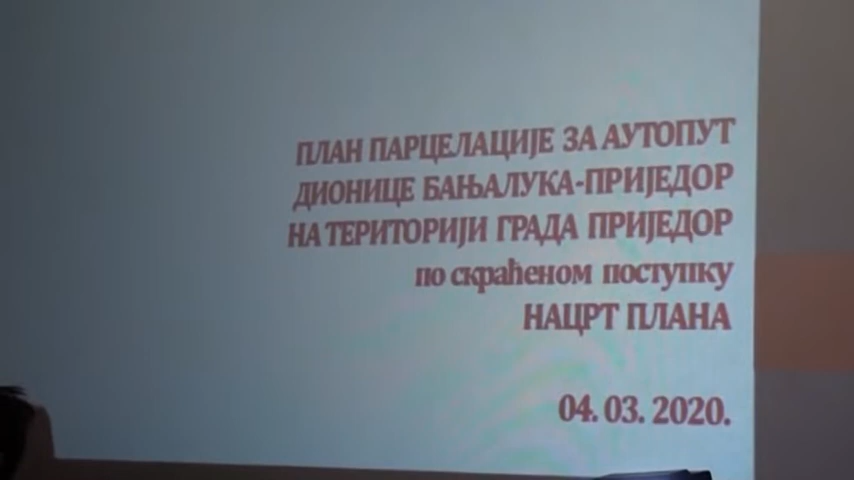 ПЛАН ПАРЦЕЛАЦИЈЕ ЗА АУТОПУТ
ДИОНИЦЕ БАЊАЛУКА-ПРИЈЕДОР
НА ТЕРИТОРИЈИ ГРАДА ПРИЈЕДОР
по скраћеном поступку
НАЦРТ ПЛАНА
04. 03. 2020.